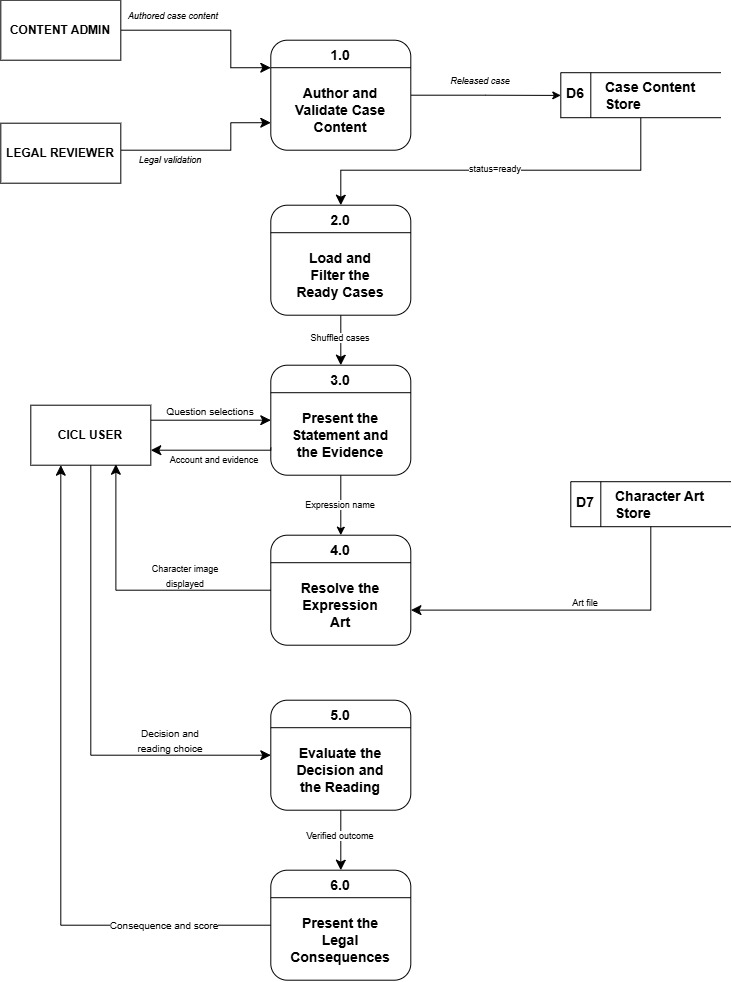 Authored case content
CONTENT ADMIN
1.0
Author and
Validate Case
Content
Released case
D6
Case Content
Store
LEGAL REVIEWER
Legal validation
status=ready
2.0
Load and
Filter the
Ready Cases
Shuffled cases
3.0
Present the
Statement and
the Evidence
Question selections
CICL USER
Account and evidence
Expression name
D7
Character Art
Store
4.0
Resolve the
Expression
Art
Character image
displayed
Art file
5.0
Evaluate the
Decision and
the Reading
Decision and
reading choice
Verified outcome
6.0
Present the
Legal
Consequences
Consequence and score